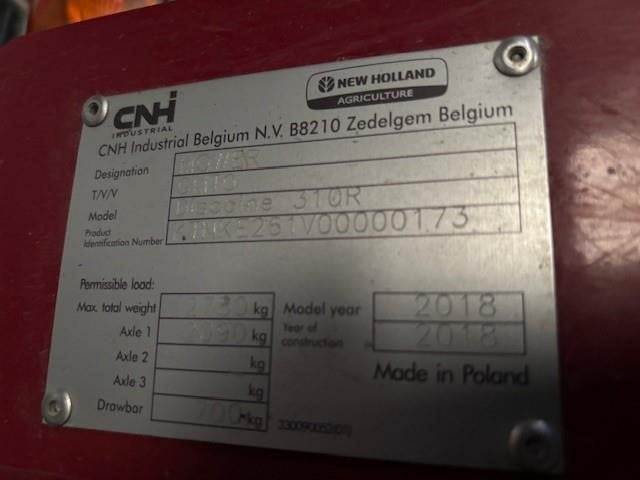 CNH
INDUSTRIAL
NEW HOLLAND
AGRICULTURE
CNH Industrial Belgium N.V. B8210 Zedelgem Belgium
Designation MOWER
T/V/V
Model Discbine 310R
Product
Identification Number
Permissible load:
Max. total weight kg
Axle 1 kg
Axle 2 kg
Axle 3 kg
Drawbar 700 kg
Model year 2018
Year of
construction 2018
Made in Poland